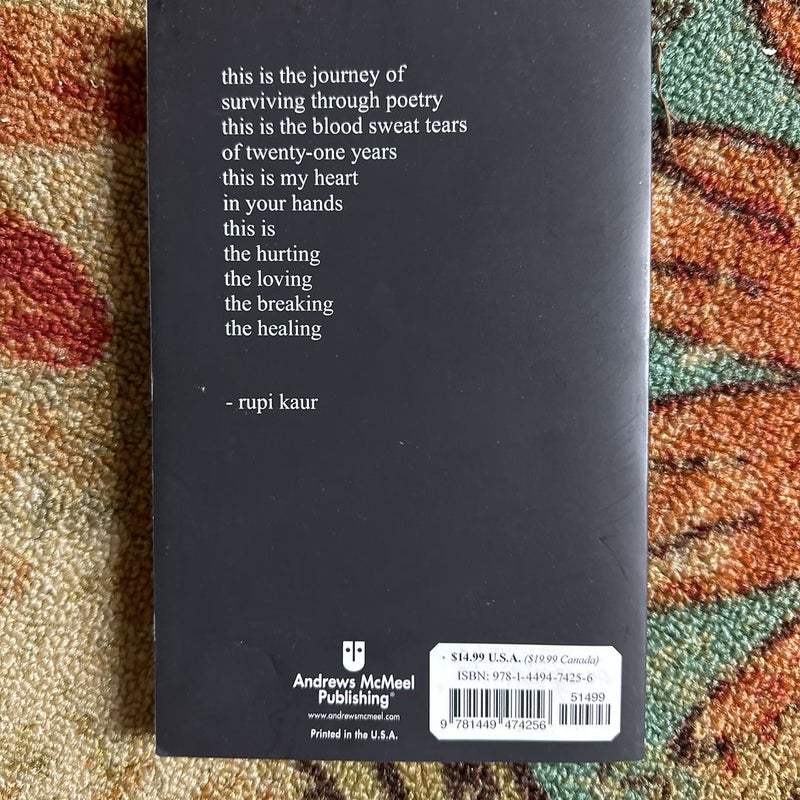 this is the journey of
surviving through poetry
this is the blood sweat tears
of twenty-one years
this is my heart
in your hands
this is
the hurting
the loving
the breaking
the healing
- rupi kaur
Andrews McMeel
Publishing®
www.andrewsmcmeel.com
Printed in the U.S.A.
$14.99 U.S.A. ($19.99 Canada)
ISBN: 978-1-4494-7425-6
51499
9 781449 474256